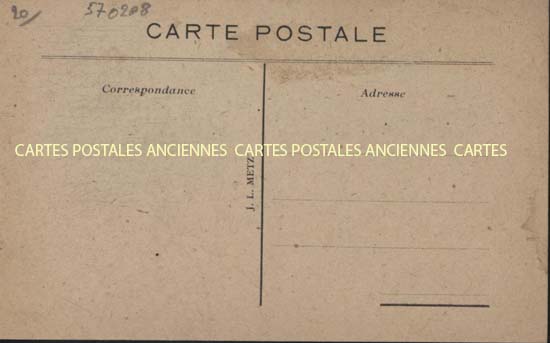 20/ 570208
CARTE POSTALE
Correspondance Adresse
CARTES POSTALES ANCIENNES CARTES POSTALES ANCIENNES CARTES
J. L. METZ